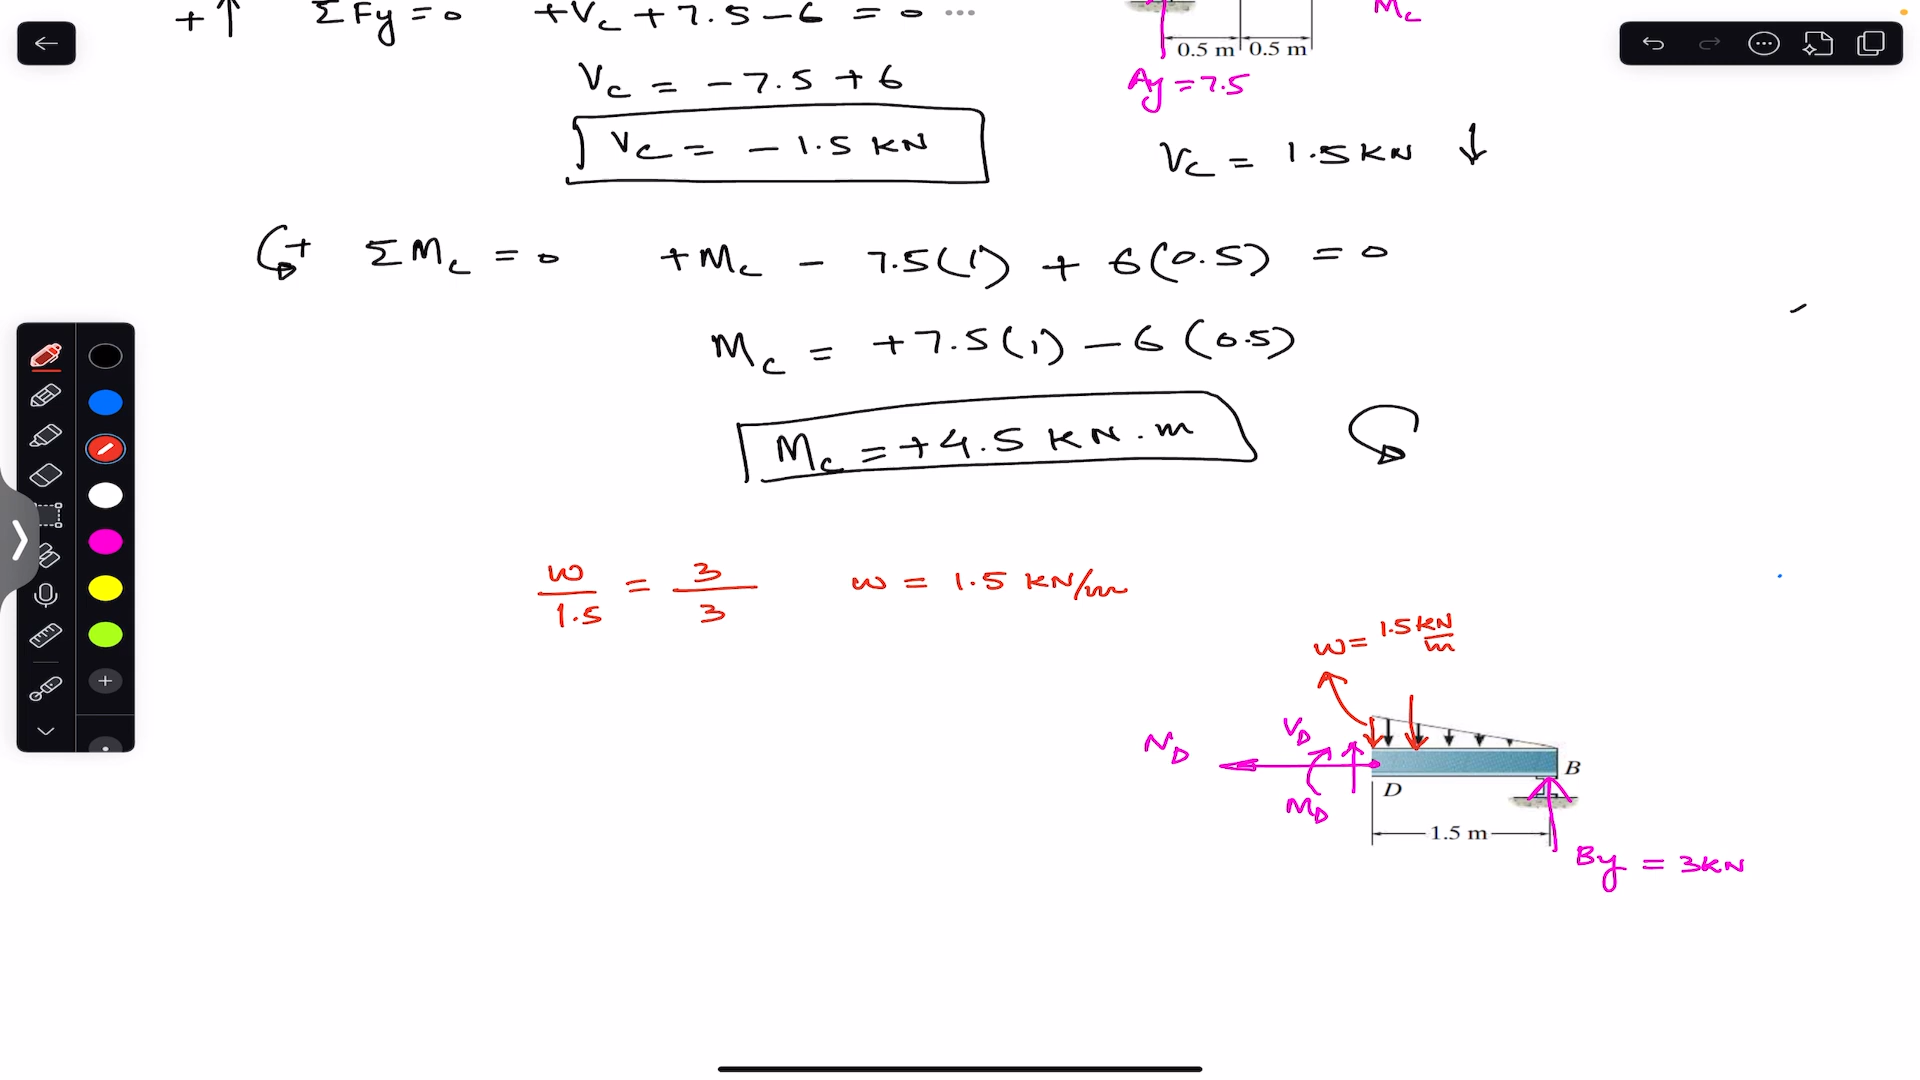 +↑ ΣFy = 0 +Vc + 7.5 - 6 = 0 ...
Mc
0.5 m 0.5 m
Vc = - 7.5 + 6
Ay = 7.5
Vc = - 1.5 KN
Vc = 1.5 KN ↓
+ ΣMc = 0 +Mc - 7.5(1) + 6(0.5) = 0
Mc = +7.5(1) - 6(0.5)
Mc = +4.5 KN.m
w/1.5 = 3/3 w = 1.5 KN/m
w = 1.5 KN/m
ND
VD
MD
D
B
1.5 m
By = 3KN